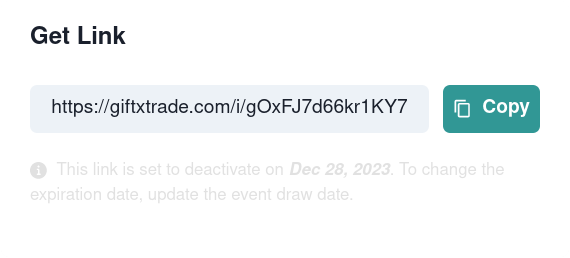 Get Link
https://giftxtrade.com/i/gOxFJ7d66kr1KY7
Copy
This link is set to deactivate on Dec 28, 2023. To change the
expiration date, update the event draw date.